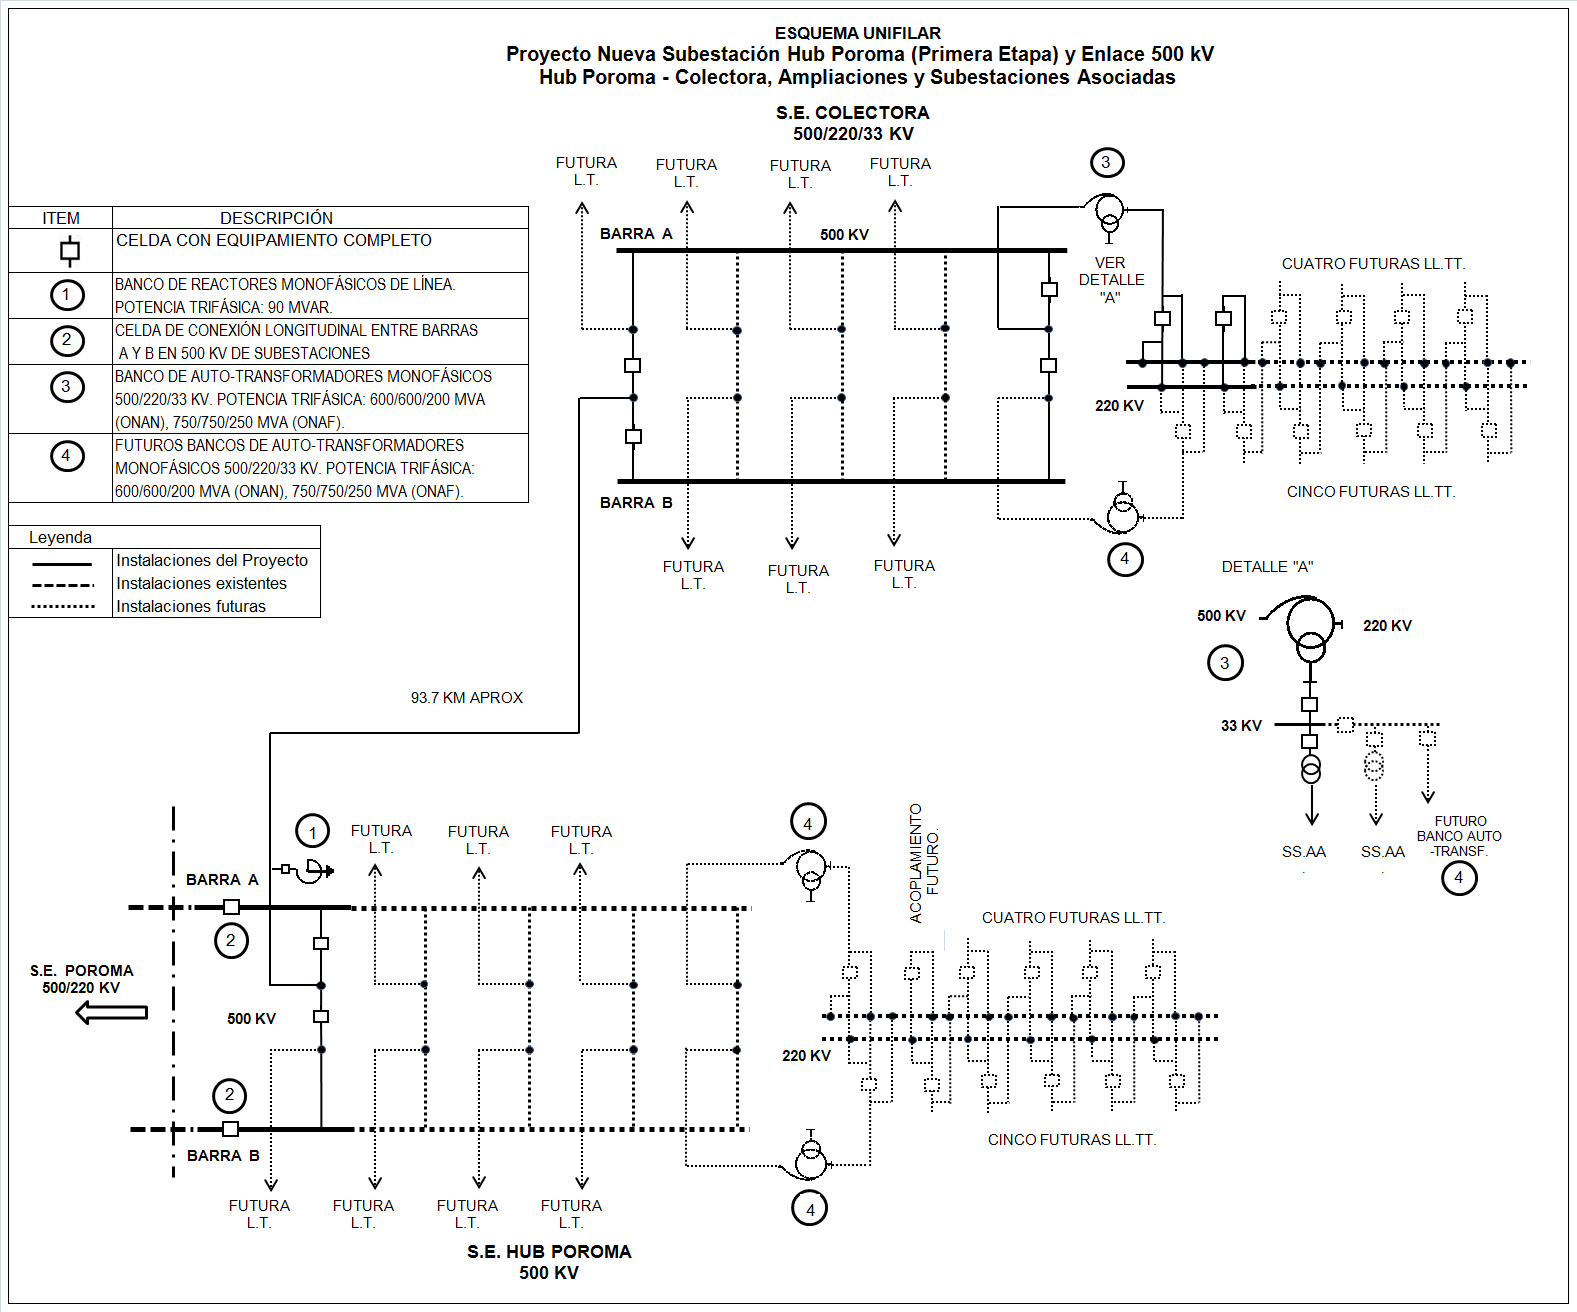 ESQUEMA UNIFILAR
Proyecto Nueva Subestación Hub Poroma (Primera Etapa) y Enlace 500 kV
Hub Poroma - Colectora, Ampliaciones y Subestaciones Asociadas
S.E. COLECTORA
500/220/33 KV
FUTURA
L.T.
FUTURA
L.T.
FUTURA
L.T.
FUTURA
L.T.
3
BARRA A
500 KV
VER
DETALLE
"A"
CUATRO FUTURAS LL.TT.
220 KV
CINCO FUTURAS LL.TT.
BARRA B
4
FUTURA
L.T.
FUTURA
L.T.
FUTURA
L.T.
ITEM
DESCRIPCIÓN
CELDA CON EQUIPAMIENTO COMPLETO
1
BANCO DE REACTORES MONOFÁSICOS DE LÍNEA.
POTENCIA TRIFÁSICA: 90 MVAR.
2
CELDA DE CONEXIÓN LONGITUDINAL ENTRE BARRAS
A Y B EN 500 KV DE SUBESTACIONES
3
BANCO DE AUTO-TRANSFORMADORES MONOFÁSICOS
500/220/33 KV. POTENCIA TRIFÁSICA: 600/600/200 MVA
(ONAN), 750/750/250 MVA (ONAF).
4
FUTUROS BANCOS DE AUTO-TRANSFORMADORES
MONOFÁSICOS 500/220/33 KV. POTENCIA TRIFÁSICA:
600/600/200 MVA (ONAN), 750/750/250 MVA (ONAF).
Leyenda
Instalaciones del Proyecto
Instalaciones existentes
Instalaciones futuras
DETALLE "A"
500 KV
220 KV
3
33 KV
SS.AA
.
SS.AA
.
FUTURO
BANCO AUTO
-TRANSF.
4
93.7 KM APROX
1
FUTURA
L.T.
FUTURA
L.T.
FUTURA
L.T.
4
ACOPLAMIENTO
FUTURO.
BARRA A
2
CUATRO FUTURAS LL.TT.
S.E. POROMA
500/220 KV
500 KV
220 KV
2
BARRA B
CINCO FUTURAS LL.TT.
4
FUTURA
L.T.
FUTURA
L.T.
FUTURA
L.T.
FUTURA
L.T.
S.E. HUB POROMA
500 KV